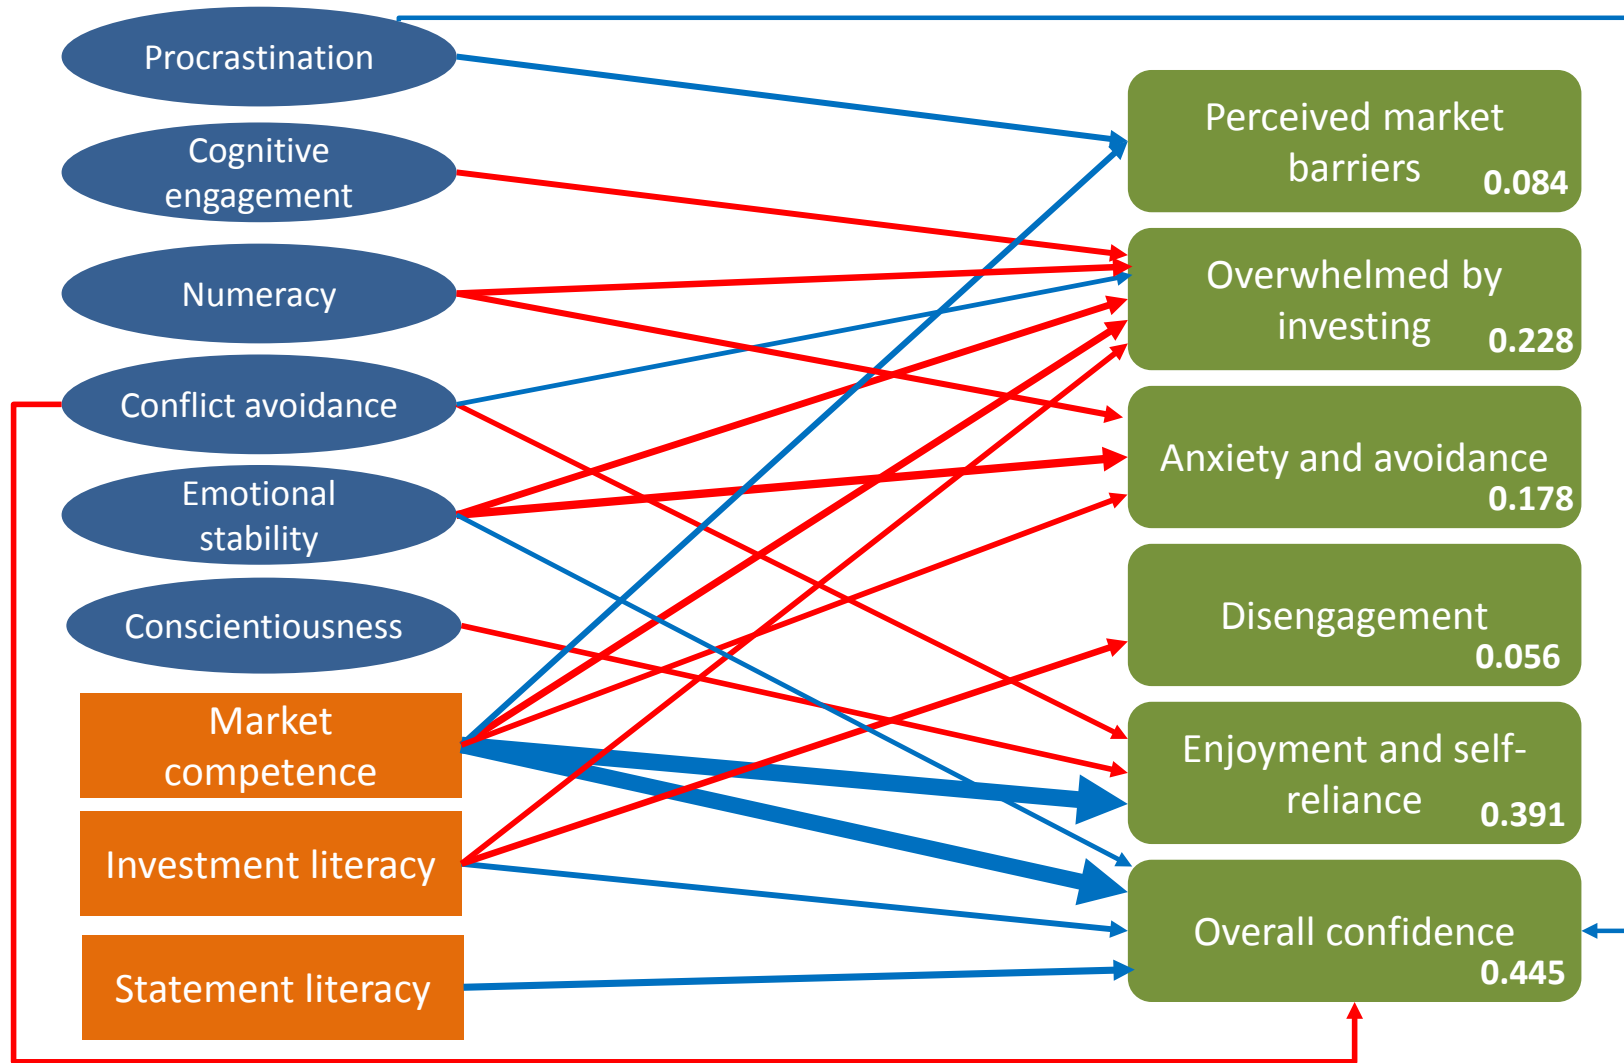 Procrastination
Cognitive
engagement
Numeracy
Conflict avoidance
Emotional
stability
Conscientiousness
Market
competence
Investment literacy
Statement literacy
Perceived market
barriers
0.084
Overwhelmed by
investing
0.228
Anxiety and avoidance
0.178
Disengagement
0.056
Enjoyment and self-
reliance
0.391
Overall confidence
0.445